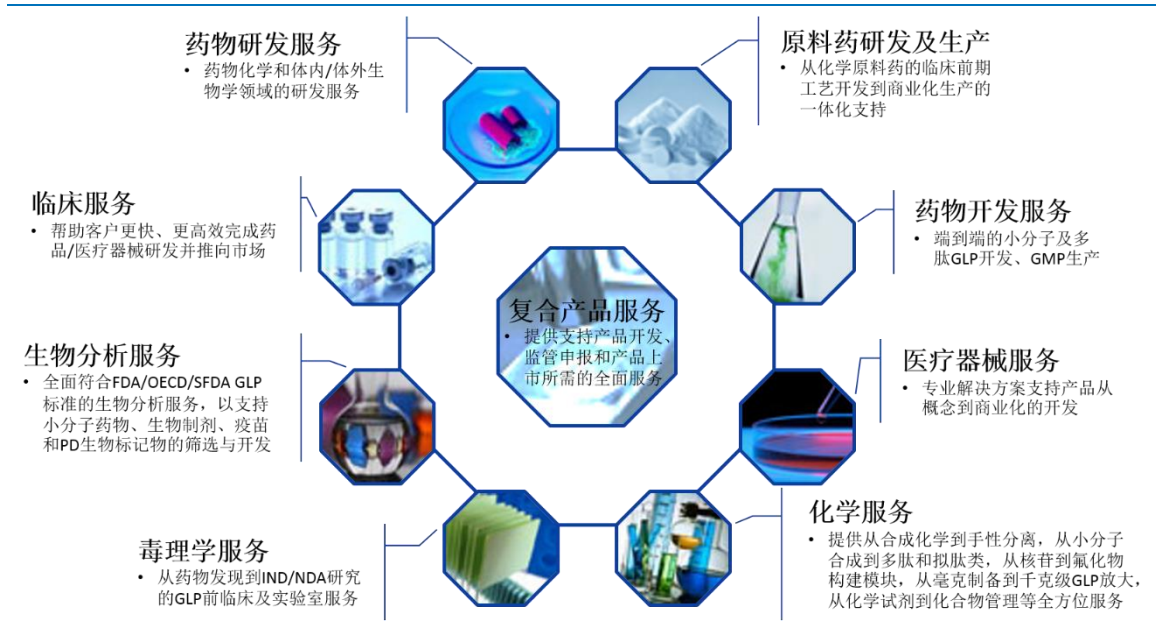 药物研发服务
• 药物化学和体内/体外生
物学领域的研发服务
原料药研发及生产
• 从化学原料药的临床前期
工艺开发到商业化生产的
一体化支持
临床服务
• 帮助客户更快、更高效完成药
品/医疗器械研发并推向市场
药物开发服务
• 端到端的小分子及多
肽GLP开发、GMP生产
复合产品服务
• 提供支持产品开发、
监管申报和产品上
市所需的全面服务
生物分析服务
• 全面符合FDA/OECD/SFDA GLP
标准的生物分析服务，以支持
小分子药物、生物制剂、疫苗
和PD生物标记物的筛选与开发
医疗器械服务
• 专业解决方案支持产品从
概念到商业化的开发
毒理学服务
• 从药物发现到IND/NDA研究
的GLP前临床及实验室服务
化学服务
• 提供从合成化学到手性分离，从小分子
合成到多肽和拟肽类，从核苷到氟化物
构建模块，从毫克制备到千克级GLP放大，
从化学试剂到化合物管理等全方位服务